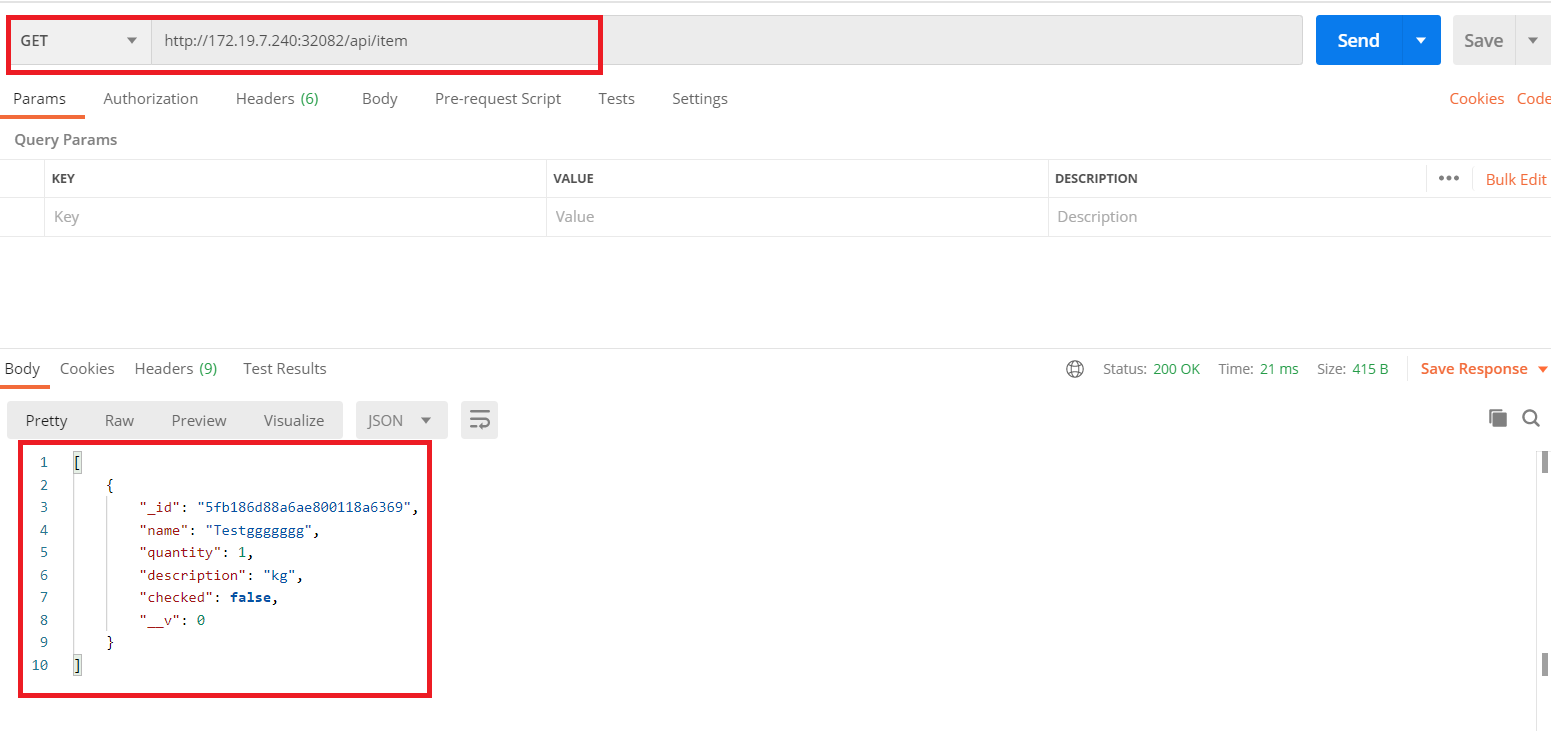 GET http://172.19.7.240:32082/api/item Send Save
Params Authorization Headers (6) Body Pre-request Script Tests Settings Cookies Code
Query Params
KEY VALUE DESCRIPTION ••• Bulk Edit
Key Value Description
Body Cookies Headers (9) Test Results Status: 200 OK Time: 21 ms Size: 415 B Save Response
Pretty Raw Preview Visualize JSON
1 [
2 {
3 "_id": "5fb186d88a6ae800118a6369",
4 "name": "Testggggggg",
5 "quantity": 1,
6 "description": "kg",
7 "checked": false,
8 "__v": 0
9 }
10 ]